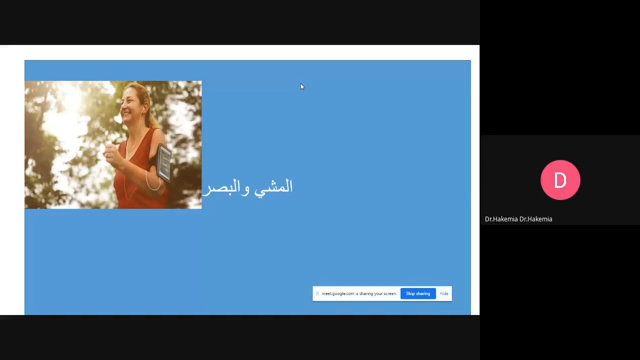 المشي والبصر
meet.google.com is sharing your screen.
Stop sharing
Hide
D
Dr.Hakemia Dr.Hakemia